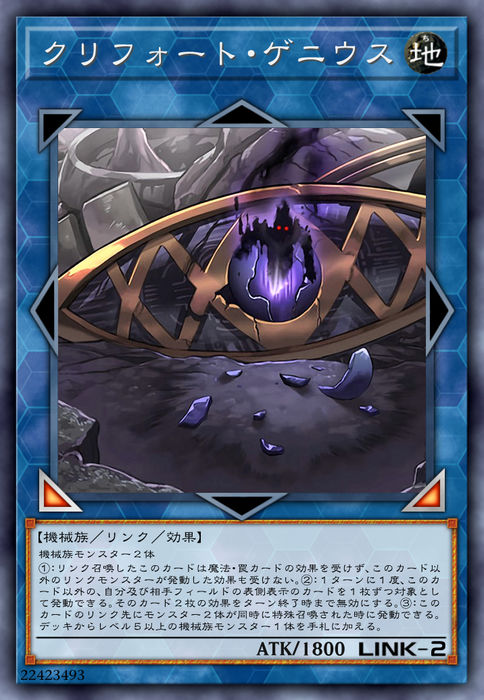 クリフォート・ゲニウス
ち
地
【機械族／リンク／効果】
機械族モンスター２体
①:リンク召喚したこのカードは魔法・罠カードの効果を受けず、このカード以
外のリンクモンスターが発動した効果も受けない。②:１ターンに１度、このカ
ード以外の、自分及び相手フィールドの表側表示のカードを１枚ずつ対象とし
て発動できる。そのカード２枚の効果をターン終了時まで無効にする。③:こ
のカードのリンク先にモンスター２体が同時に特殊召喚された時に発動できる。
デッキからレベル５以上の機械族モンスター１体を手札に加える。
ATK/1800 LINK-2
22423493